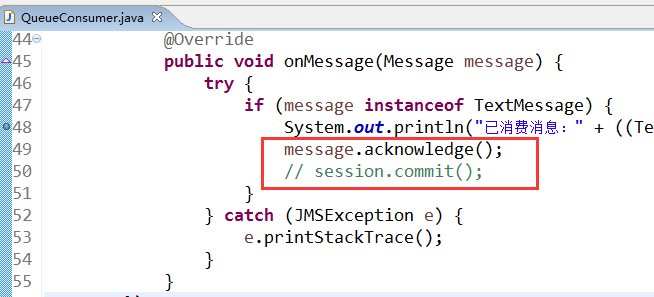 QueueConsumer.java
44 @Override
45 public void onMessage(Message message) {
46 try {
47 if (message instanceof TextMessage) {
48 System.out.println("已消费消息：" + ((Te
49 message.acknowledge();
50 // session.commit();
51 }
52 } catch (JMSException e) {
53 e.printStackTrace();
54 }
55 }